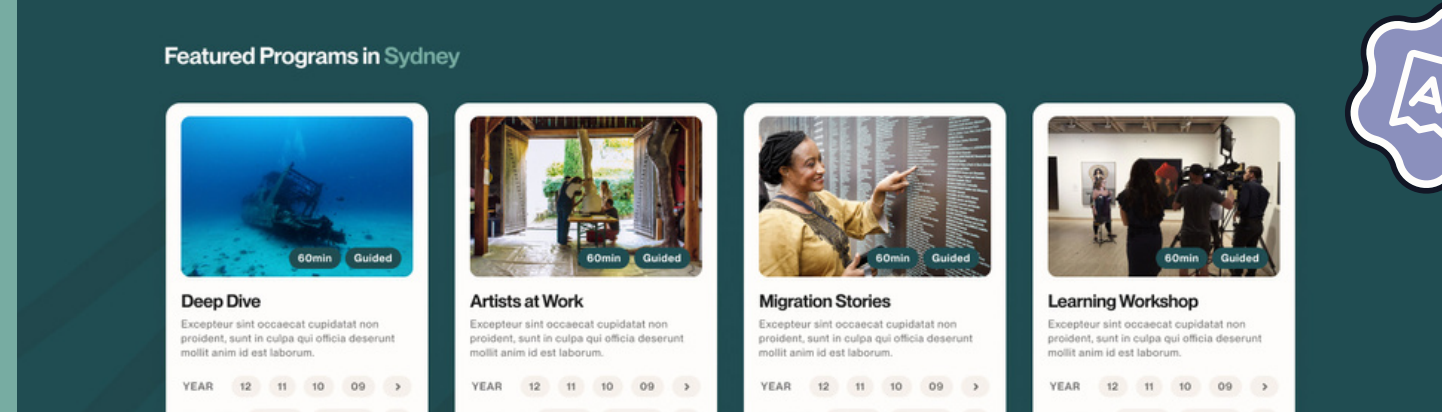 Featured Programs in Sydney
60min Guided
Deep Dive
Excepteur sint occaecat cupidatat non
proident, sunt in culpa qui officia deserunt
mollit anim id est laborum.
YEAR 12 11 10 09 >
60min Guided
Artists at Work
Excepteur sint occaecat cupidatat non
proident, sunt in culpa qui officia deserunt
mollit anim id est laborum.
YEAR 12 11 10 09 >
60min Guided
Migration Stories
Excepteur sint occaecat cupidatat non
proident, sunt in culpa qui officia deserunt
mollit anim id est laborum.
YEAR 12 11 10 09 >
60min Guided
Learning Workshop
Excepteur sint occaecat cupidatat non
proident, sunt in culpa qui officia deserunt
mollit anim id est laborum.
YEAR 12 11 10 09 >